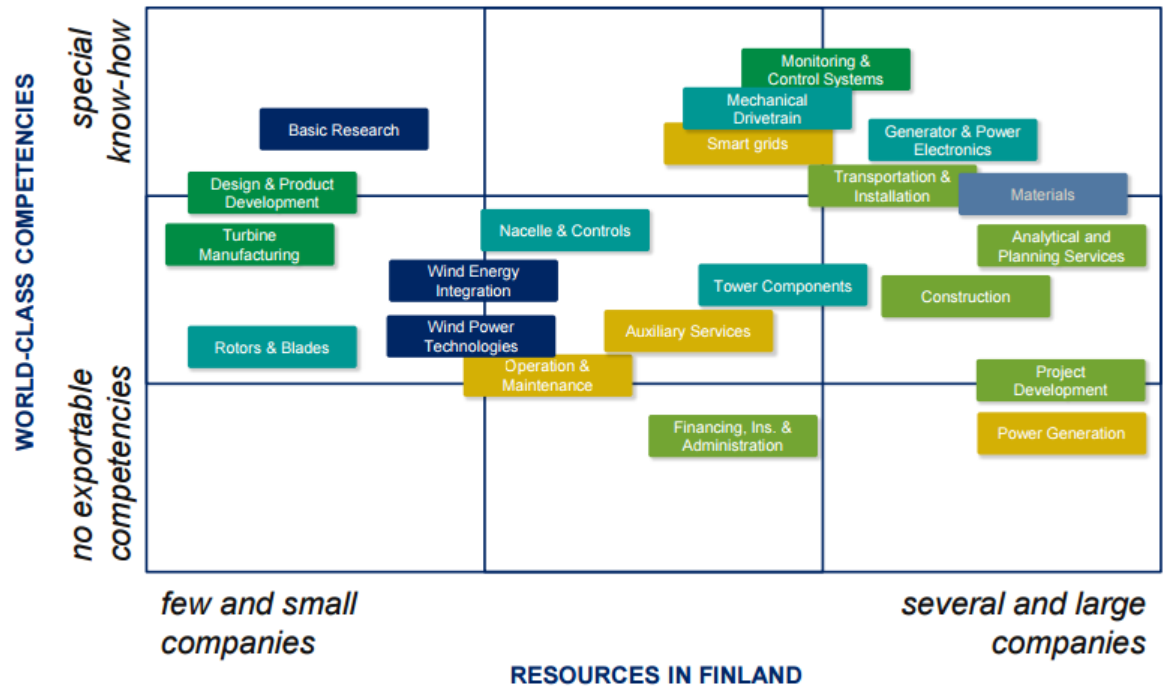 WORLD-CLASS COMPETENCIES
special
know-how
no exportable
competencies
Monitoring &
Control Systems
Mechanical
Drivetrain
Basic Research
Smart grids
Generator & Power
Electronics
Design & Product
Development
Transportation &
Installation
Materials
Turbine
Manufacturing
Nacelle & Controls
Analytical and
Planning Services
Wind Energy
Integration
Tower Components
Construction
Wind Power
Technologies
Auxiliary Services
Rotors & Blades
Operation &
Maintenance
Project
Development
Financing, Ins. &
Administration
Power Generation
few and small
companies
several and large
companies
RESOURCES IN FINLAND